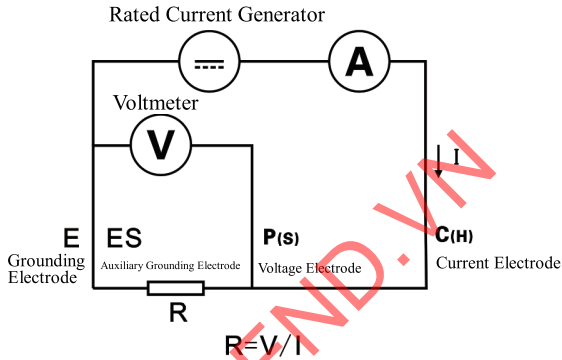 Rated Current Generator
A
Voltmeter
V
I
E
ES
P(S)
C(H)
Grounding
Electrode
Auxiliary Grounding Electrode
Voltage Electrode
Current Electrode
R
R=V/I
END.VN